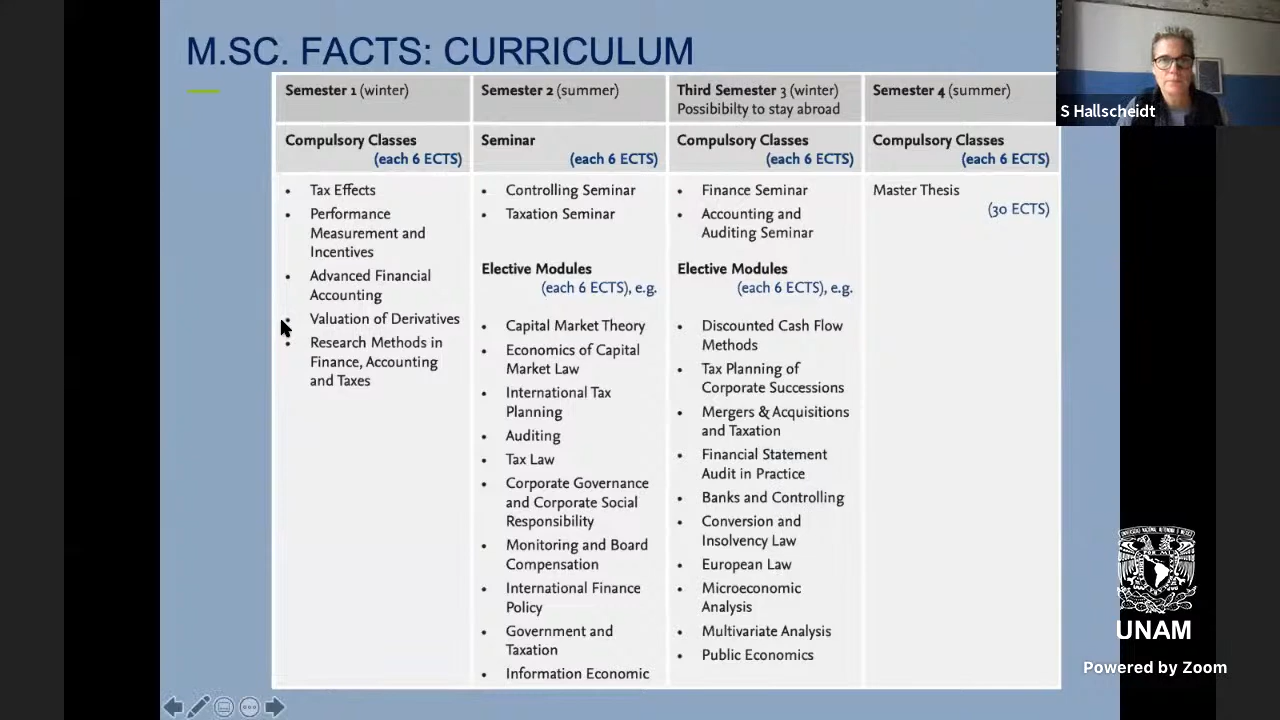 M.SC. FACTS: CURRICULUM
S Hallscheidt
Semester 1 (winter)
Compulsory Classes
(each 6 ECTS)
• Tax Effects
• Performance
Measurement and
Incentives
• Advanced Financial
Accounting
• Valuation of Derivatives
• Research Methods in
Finance, Accounting
and Taxes
Semester 2 (summer)
Seminar
(each 6 ECTS)
• Controlling Seminar
• Taxation Seminar
Elective Modules
(each 6 ECTS), e.g.
• Capital Market Theory
• Economics of Capital
Market Law
• International Tax
Planning
• Auditing
• Tax Law
• Corporate Governance
and Corporate Social
Responsibility
• Monitoring and Board
Compensation
• International Finance
Policy
• Government and
Taxation
• Information Economic
Third Semester 3 (winter)
Possibibilty to stay abroad
Compulsory Classes
(each 6 ECTS)
• Finance Seminar
• Accounting and
Auditing Seminar
Elective Modules
(each 6 ECTS), e.g.
• Discounted Cash Flow
Methods
• Tax Planning of
Corporate Successions
• Mergers & Acquisitions
and Taxation
• Financial Statement
Audit in Practice
• Banks and Controlling
• Conversion and
Insolvency Law
• European Law
• Microeconomic
Analysis
• Multivariate Analysis
• Public Economics
Semester 4 (summer)
Compulsory Classes
(each 6 ECTS)
Master Thesis
(30 ECTS)
UNAM
Powered by Zoom